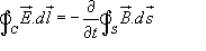 ∮_C E⃗.dl⃗ = − ∂/∂t ∮_S B⃗.ds⃗